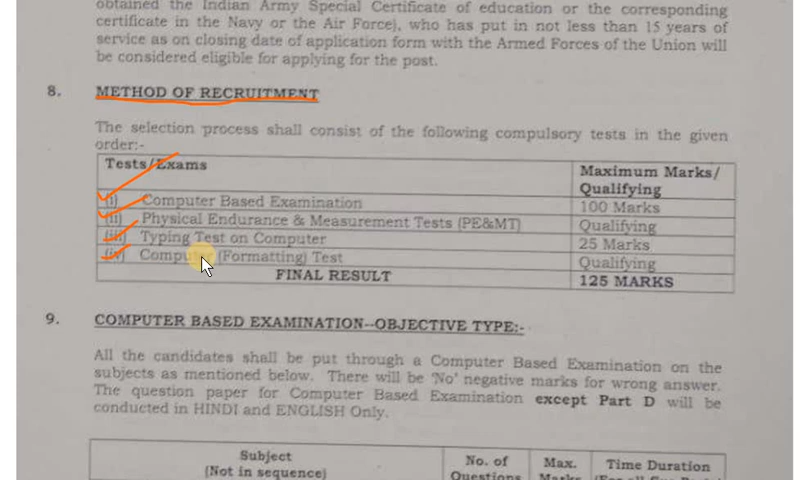 obtained the Indian Army Special Certificate of education or the corresponding
certificate in the Navy or the Air Force), who has put in not less than 15 years of
service as on closing date of application form with the Armed Forces of the Union will
be considered eligible for applying for the post.
8. METHOD OF RECRUITMENT
The selection process shall consist of the following compulsory tests in the given
order:-
Tests/Exams Maximum Marks/
Qualifying
(i) Computer Based Examination 100 Marks
(ii) Physical Endurance & Measurement Tests (PE&MT) Qualifying
(iii) Typing Test on Computer 25 Marks
(iv) Computer (Formatting) Test Qualifying
FINAL RESULT 125 MARKS
9. COMPUTER BASED EXAMINATION--OBJECTIVE TYPE:-
All the candidates shall be put through a Computer Based Examination on the
subjects as mentioned below. There will be 'No' negative marks for wrong answer.
The question paper for Computer Based Examination except Part D will be
conducted in HINDI and ENGLISH Only.
Subject No. of Max. Time Duration
(Not in sequence) Questions Marks